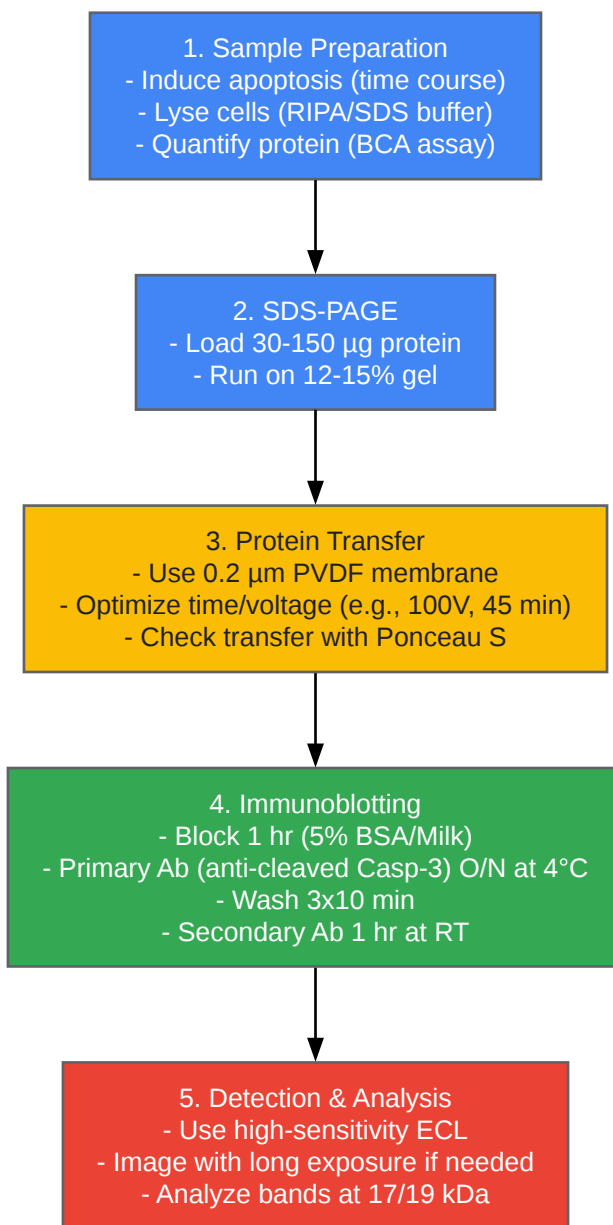 1. Sample Preparation
- Induce apoptosis (time course)
- Lyse cells (RIPA/SDS buffer)
- Quantify protein (BCA assay)
2. SDS-PAGE
- Load 30-150 µg protein
- Run on 12-15% gel
3. Protein Transfer
- Use 0.2 µm PVDF membrane
- Optimize time/voltage (e.g., 100V, 45 min)
- Check transfer with Ponceau S
4. Immunoblotting
- Block 1 hr (5% BSA/Milk)
- Primary Ab (anti-cleaved Casp-3) O/N at 4°C
- Wash 3x10 min
- Secondary Ab 1 hr at RT
5. Detection & Analysis
- Use high-sensitivity ECL
- Image with long exposure if needed
- Analyze bands at 17/19 kDa